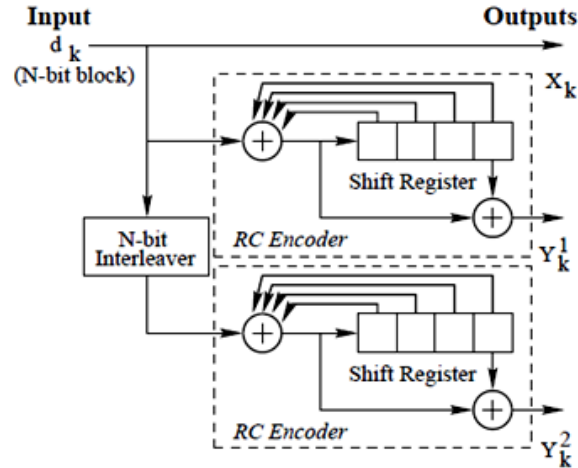 Input
Outputs
d k
(N-bit block)
X k
+
Shift Register
+
RC Encoder
Y 1 k
N-bit
Interleaver
+
Shift Register
+
RC Encoder
Y 2 k